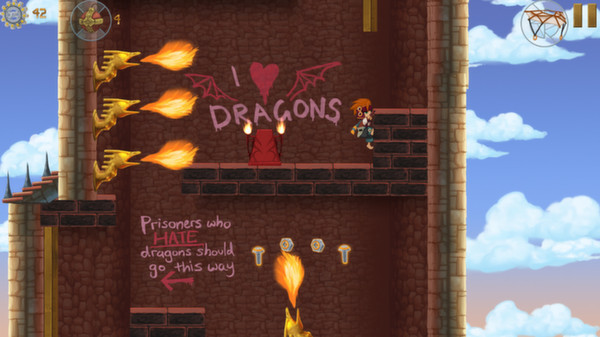 42
4
I ♥
DRAGONS
Prisoners who
HATE
dragons should
go this way